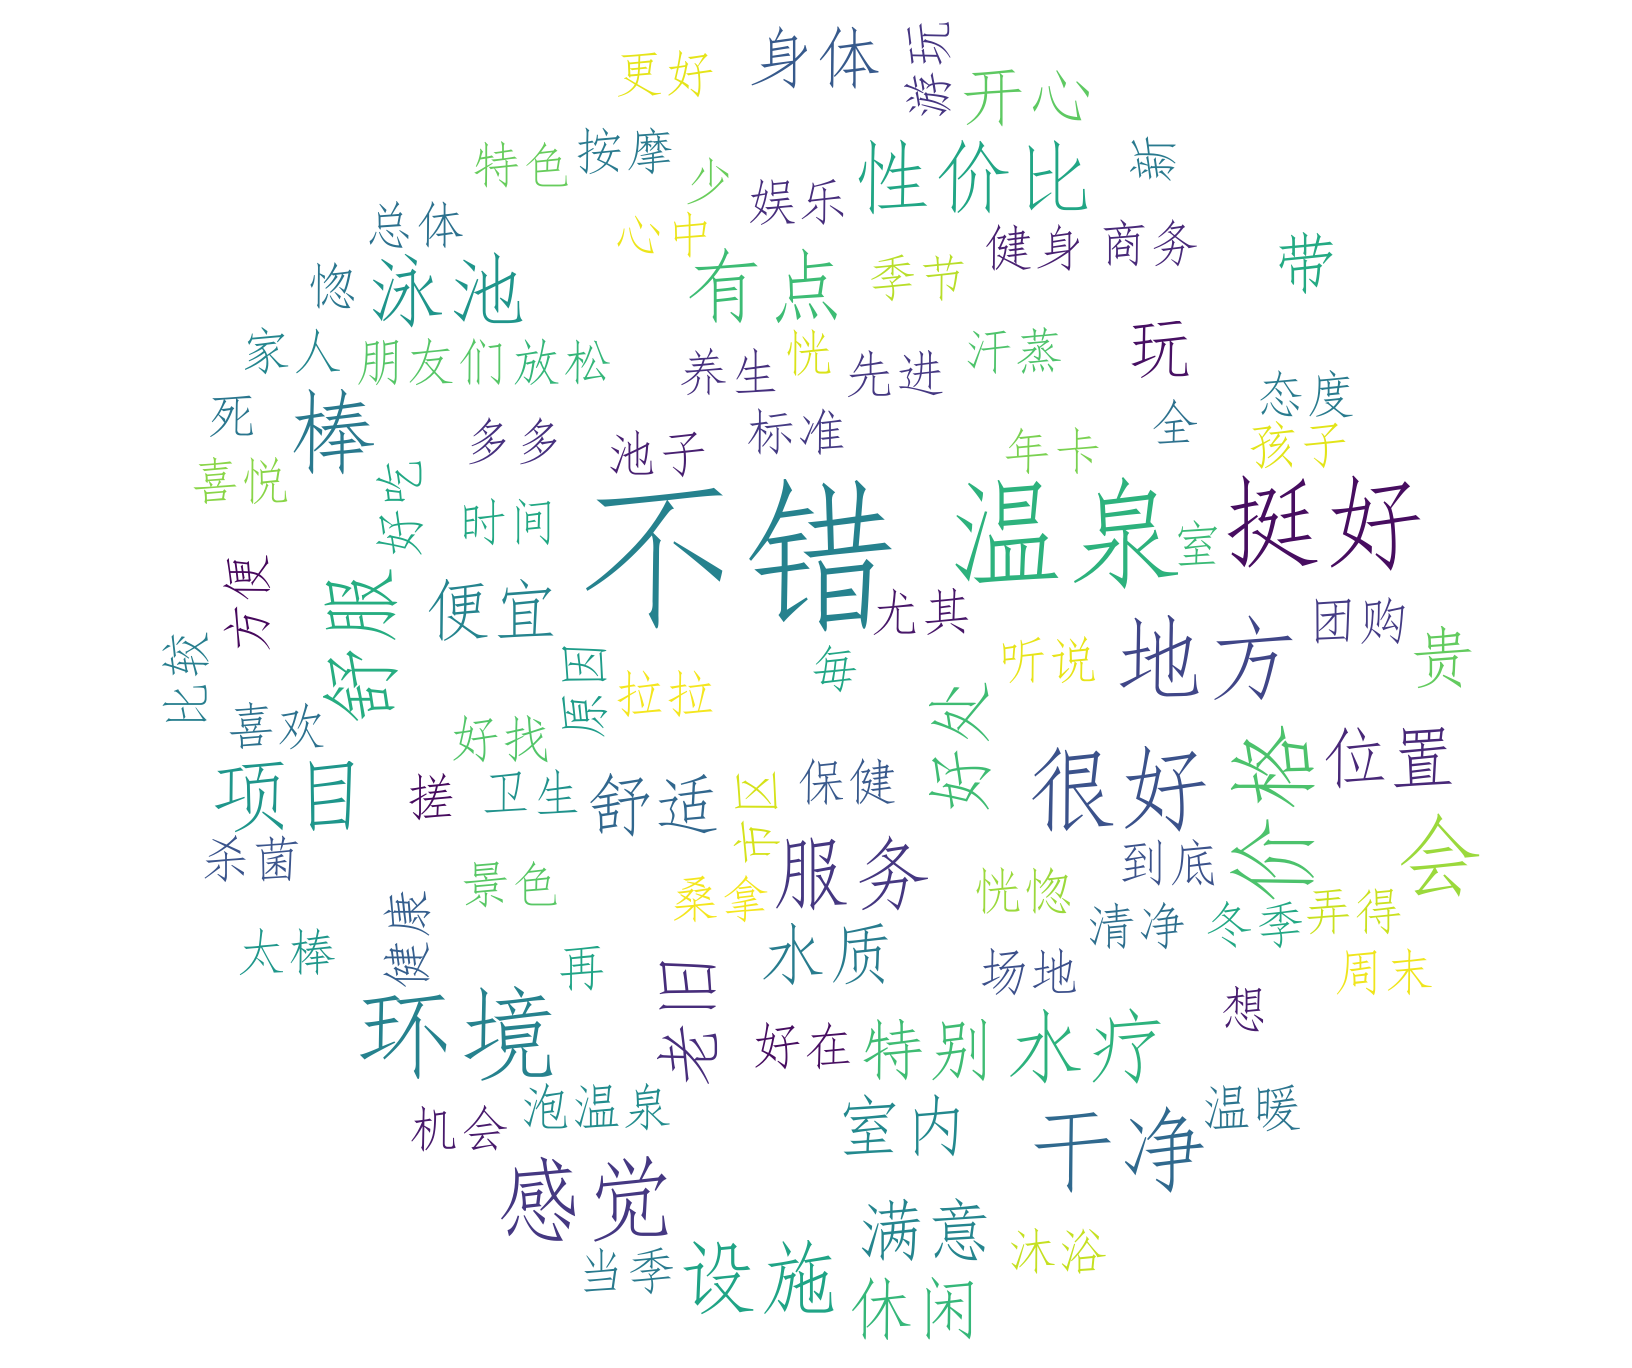 更好
身体
游玩
开心
特色
按摩
少
娱乐
性价比
新
总体
心中
健身
商务
惚
泳池
有点
季节
带
家人
朋友们
放松
养生
恍
先进
汗蒸
玩
死
棒
多多
池子
标准
年卡
全
态度
孩子
喜悦
好吃
时间
不错
温泉
室
挺好
方便
舒服
便宜
尤其
团购
比较
原因
拉拉
每
听说
地方
贵
喜欢
好找
好处
项目
搓
卫生
舒适
市区
保健
很好
价格
位置
杀菌
景色
桑拿
服务
恍惚
到底
会
太棒
健康
再
老旧
水质
场地
清净
冬季
弄得
周末
环境
好在
特别
水疗
想
机会
泡温泉
室内
干净
温暖
感觉
当季
设施
满意
休闲
沐浴